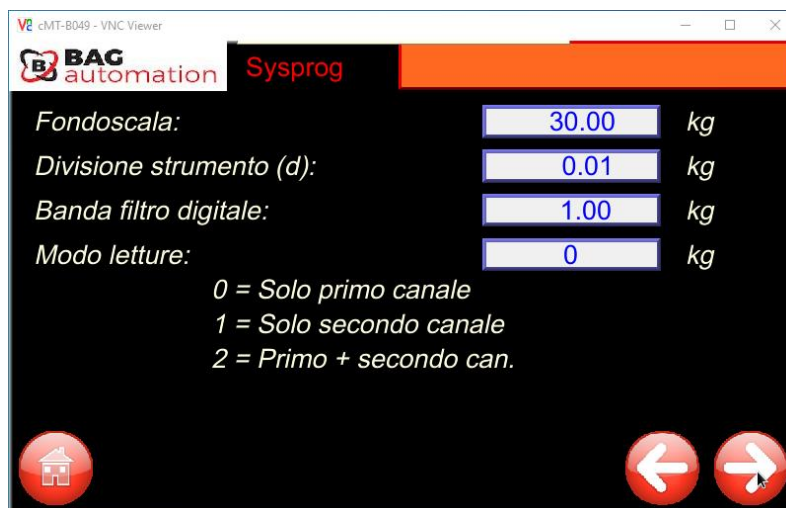 cMT-B049 - VNC Viewer
BAG
automation
Sysprog
Fondoscala: 30.00 kg
Divisione strumento (d): 0.01 kg
Banda filtro digitale: 1.00 kg
Modo letture: 0 kg
0 = Solo primo canale
1 = Solo secondo canale
2 = Primo + secondo can.